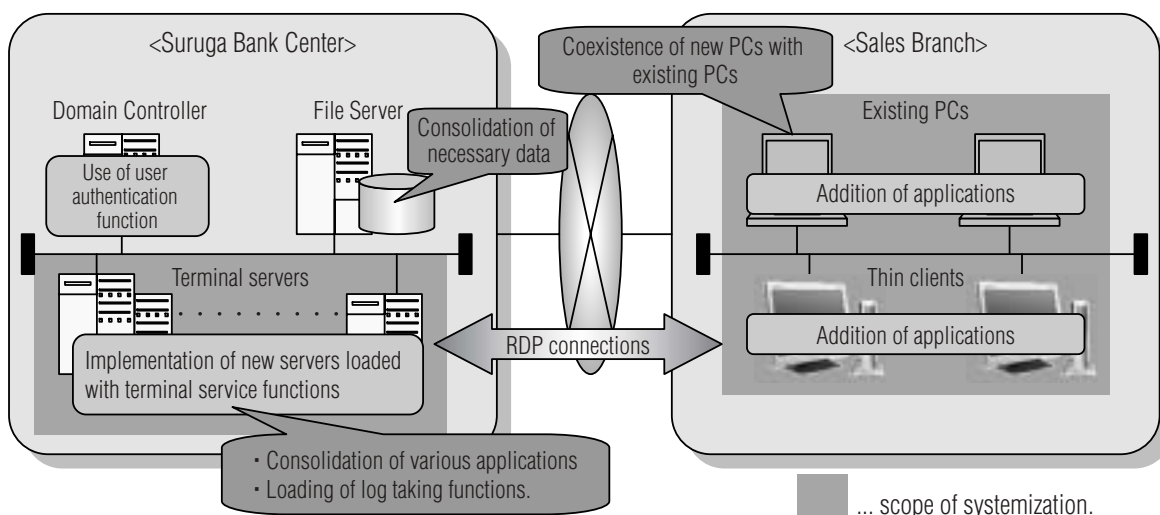 <Suruga Bank Center>
Domain Controller
File Server
Use of user
authentication
function
Consolidation of
necessary data
Terminal servers
Implementation of new servers loaded
with terminal service functions
・Consolidation of various applications
・Loading of log taking functions.
Coexistence of new PCs with
existing PCs
RDP connections
<Sales Branch>
Existing PCs
Addition of applications
Thin clients
Addition of applications
... scope of systemization.